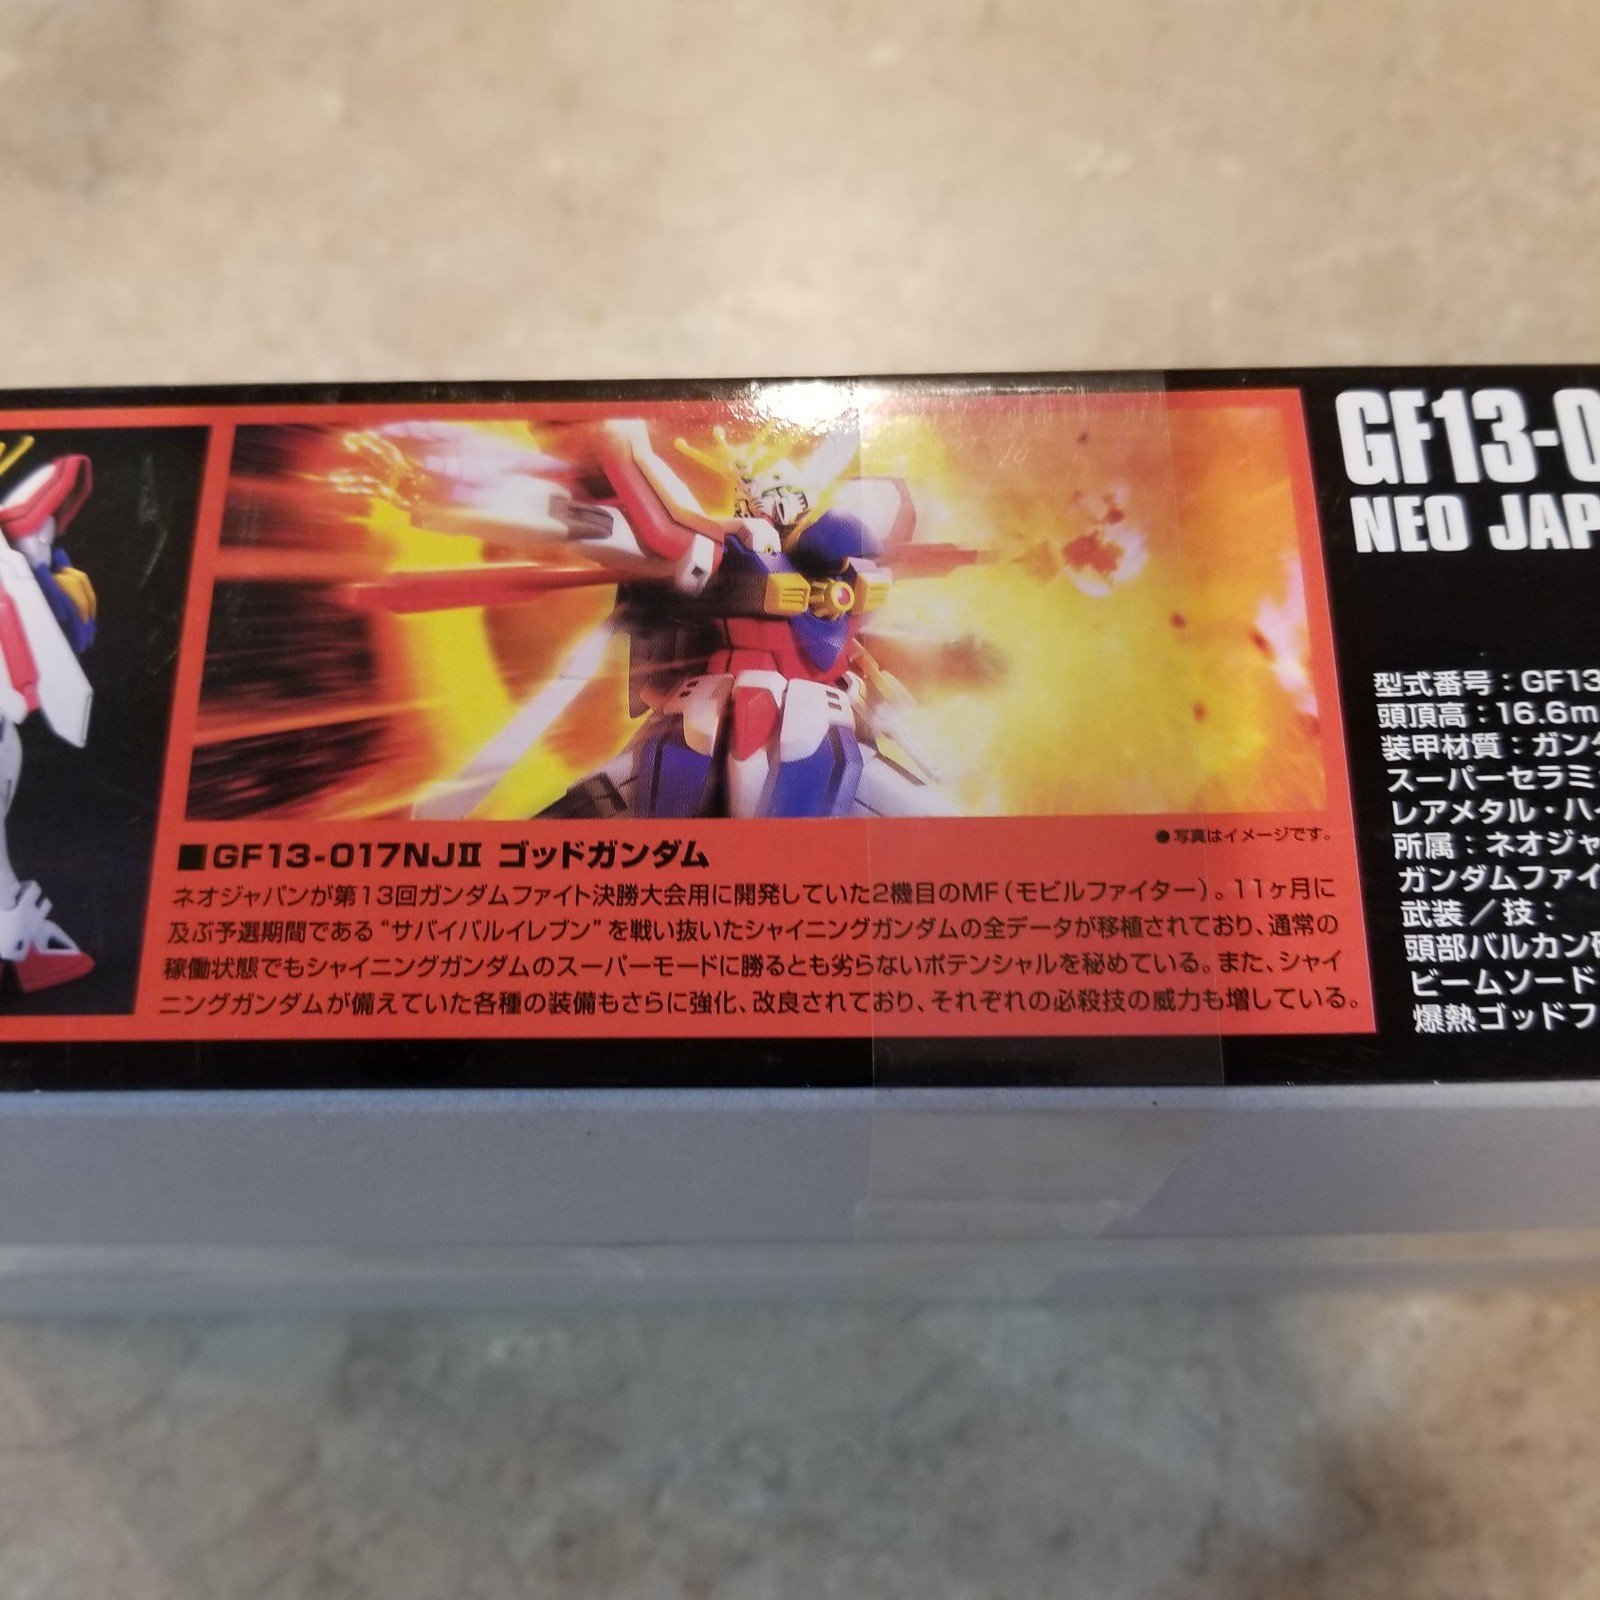 ●写真はイメージです。
■GF13-017NJⅡ ゴッドガンダム
ネオジャパンが第13回ガンダムファイト決勝大会用に開発していた2機目のMF(モビルファイター)。11ヶ月に
及ぶ予選期間である“サバイバルイレブン”を戦い抜いたシャイニングガンダムの全データが移植されており、通常の
稼働状態でもシャイニングガンダムのスーパーモードに勝るとも劣らないポテンシャルを秘めている。また、シャイ
ニングガンダムが備えていた各種の装備もさらに強化、改良されており、それぞれの必殺技の威力も増している。
GF13-0
NEO JAP
型式番号：GF13
頭頂高：16.6m
装甲材質：ガンダ
スーパーセラミ
レアメタル・ハイ
所属：ネオジャ
ガンダムファイ
武装／技：
頭部バルカン
ビームソード
爆熱ゴッドフ